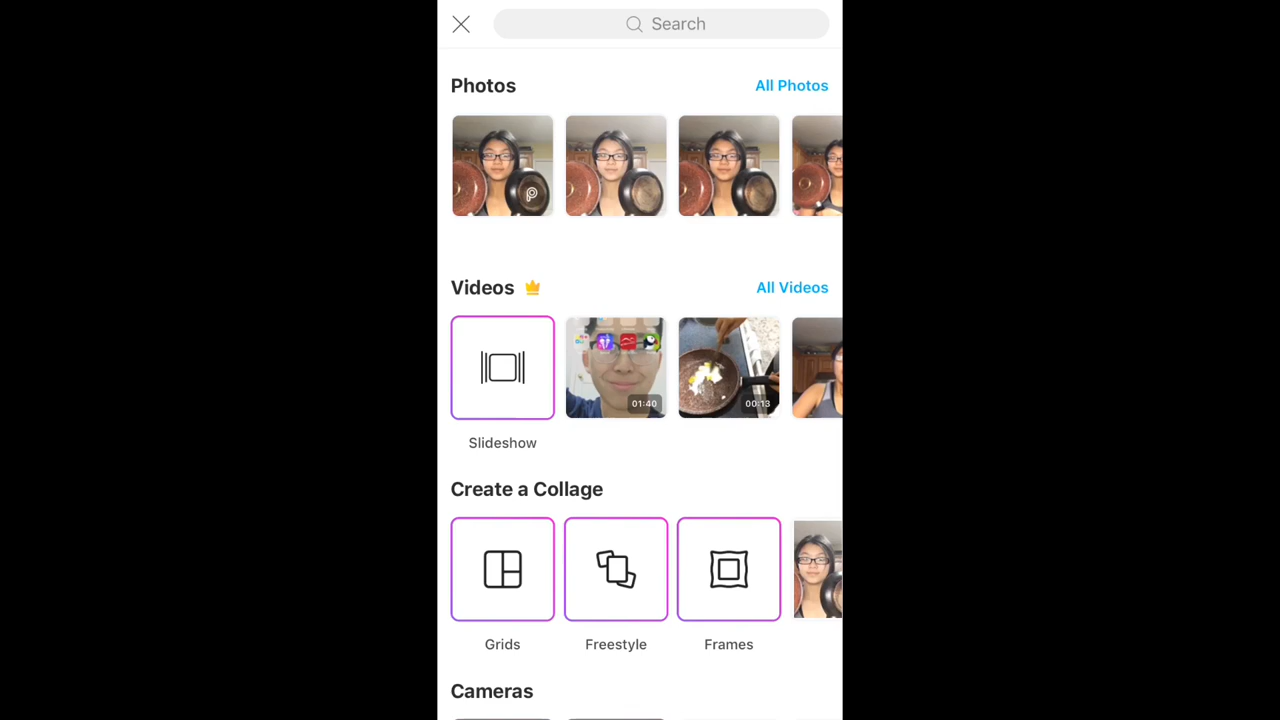 Search
Photos
All Photos
Videos
All Videos
01:40
00:13
Slideshow
Create a Collage
Grids
Freestyle
Frames
Cameras